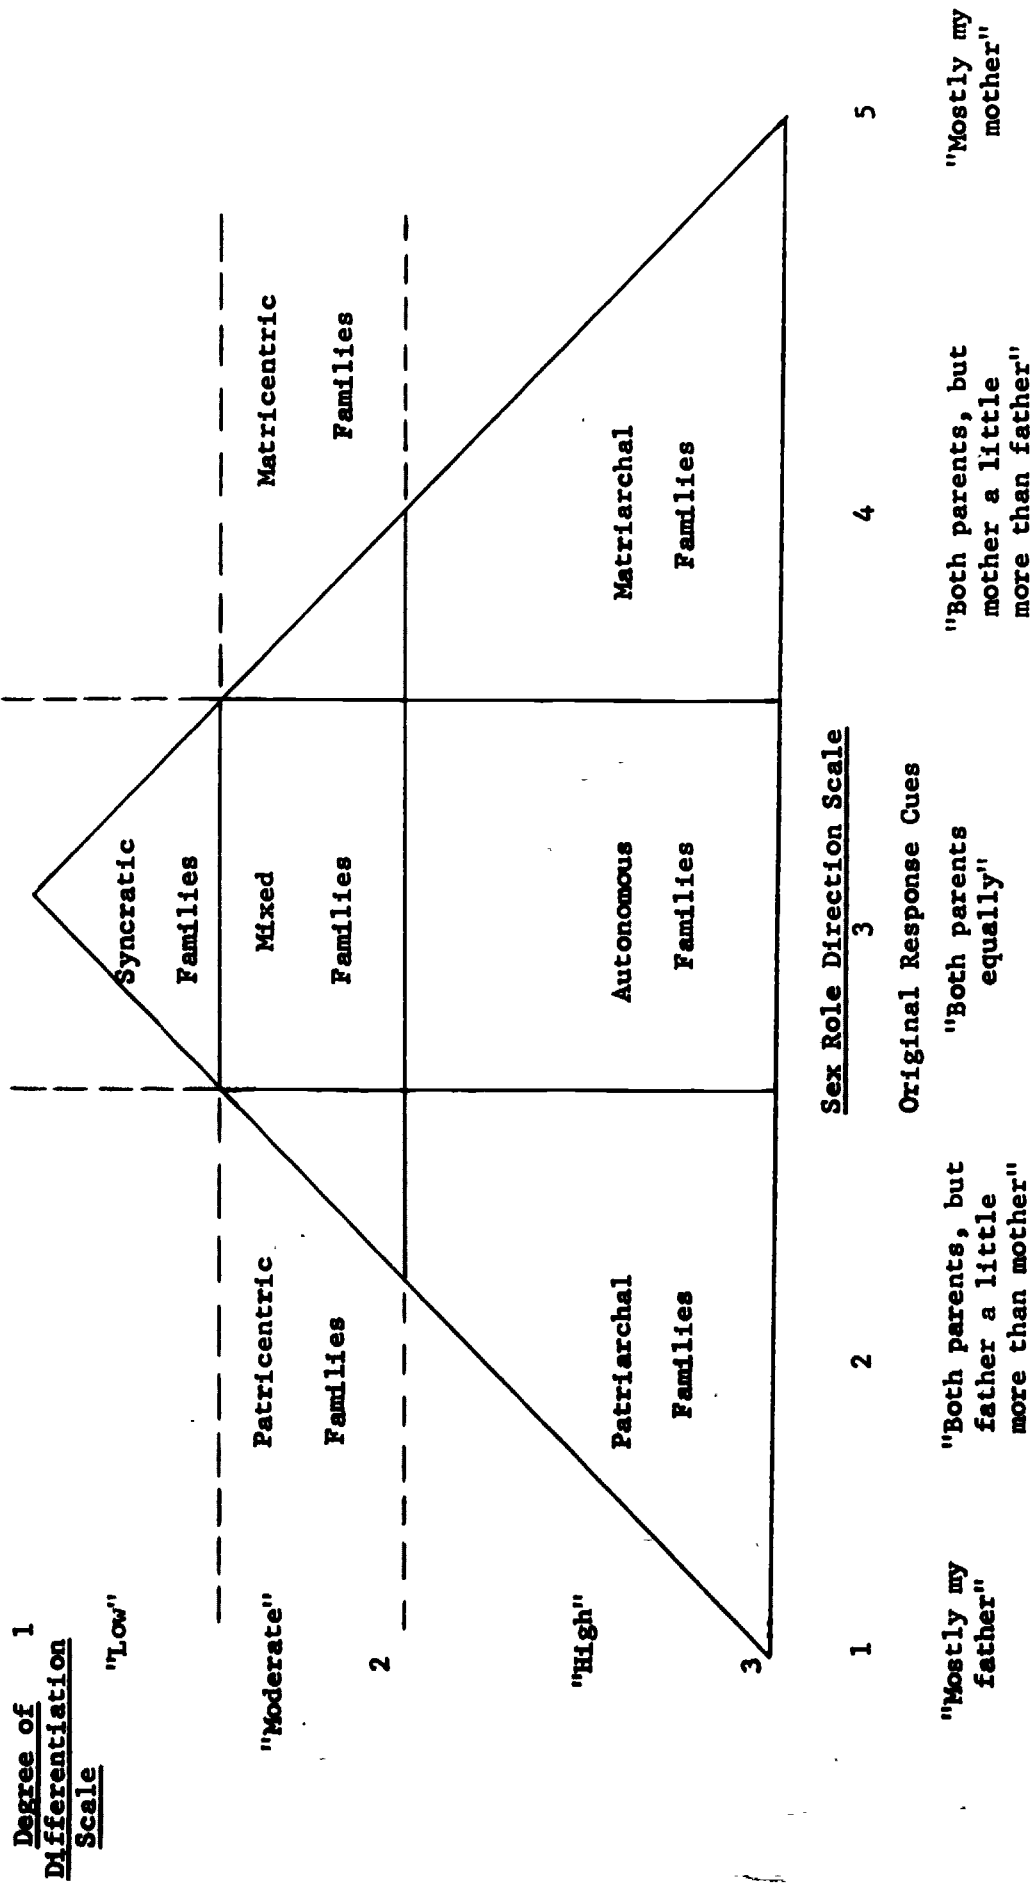 Degree of 1
Differentiation
Scale
"Low"
Syncratic
Families
"Moderate"
Patricentric
Families
Mixed
Families
Matricentric
Families
2
"High"
Patriarchal
Families
Autonomous
Families
Matriarchal
Families
3
Sex Role Direction Scale
1 2 3 4 5
Original Response Cues
"Mostly my
father"
"Both parents, but
father a little
more than mother"
"Both parents
equally"
"Both parents, but
mother a little
more than father"
"Mostly my
mother"